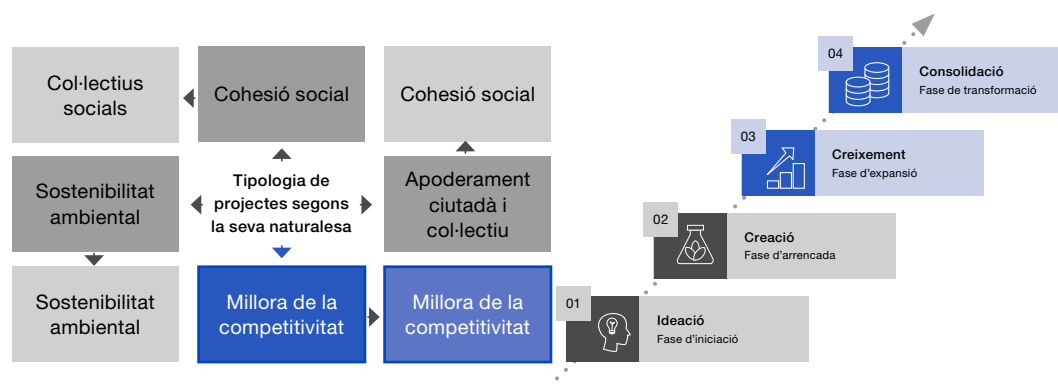 Col·lectius
socials
Cohesió social
Cohesió social
Sostenibilitat
ambiental
Tipologia de
projectes segons
la seva naturalesa
Apoderament
ciutadà i
col·lectiu
Sostenibilitat
ambiental
Millora de la
competitivitat
Millora de la
competitivitat
04
Consolidació
Fase de transformació
03
Creixement
Fase d'expansió
02
Creació
Fase d'arrencada
01
Ideació
Fase d'iniciació